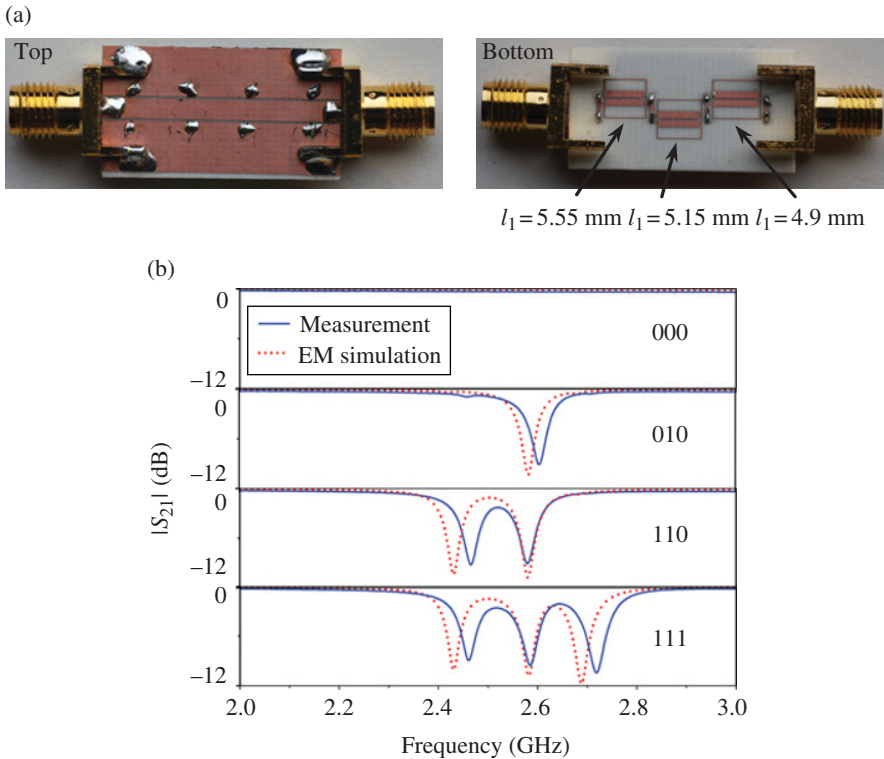 (a)
Top
Bottom
l₁ = 5.55 mm l₁ = 5.15 mm l₁ = 4.9 mm
(b)
0
Measurement
EM simulation
000
−12
0
010
−12
0
110
−12
0
111
−12
|S₂₁| (dB)
2.0 2.2 2.4 2.6 2.8 3.0
Frequency (GHz)